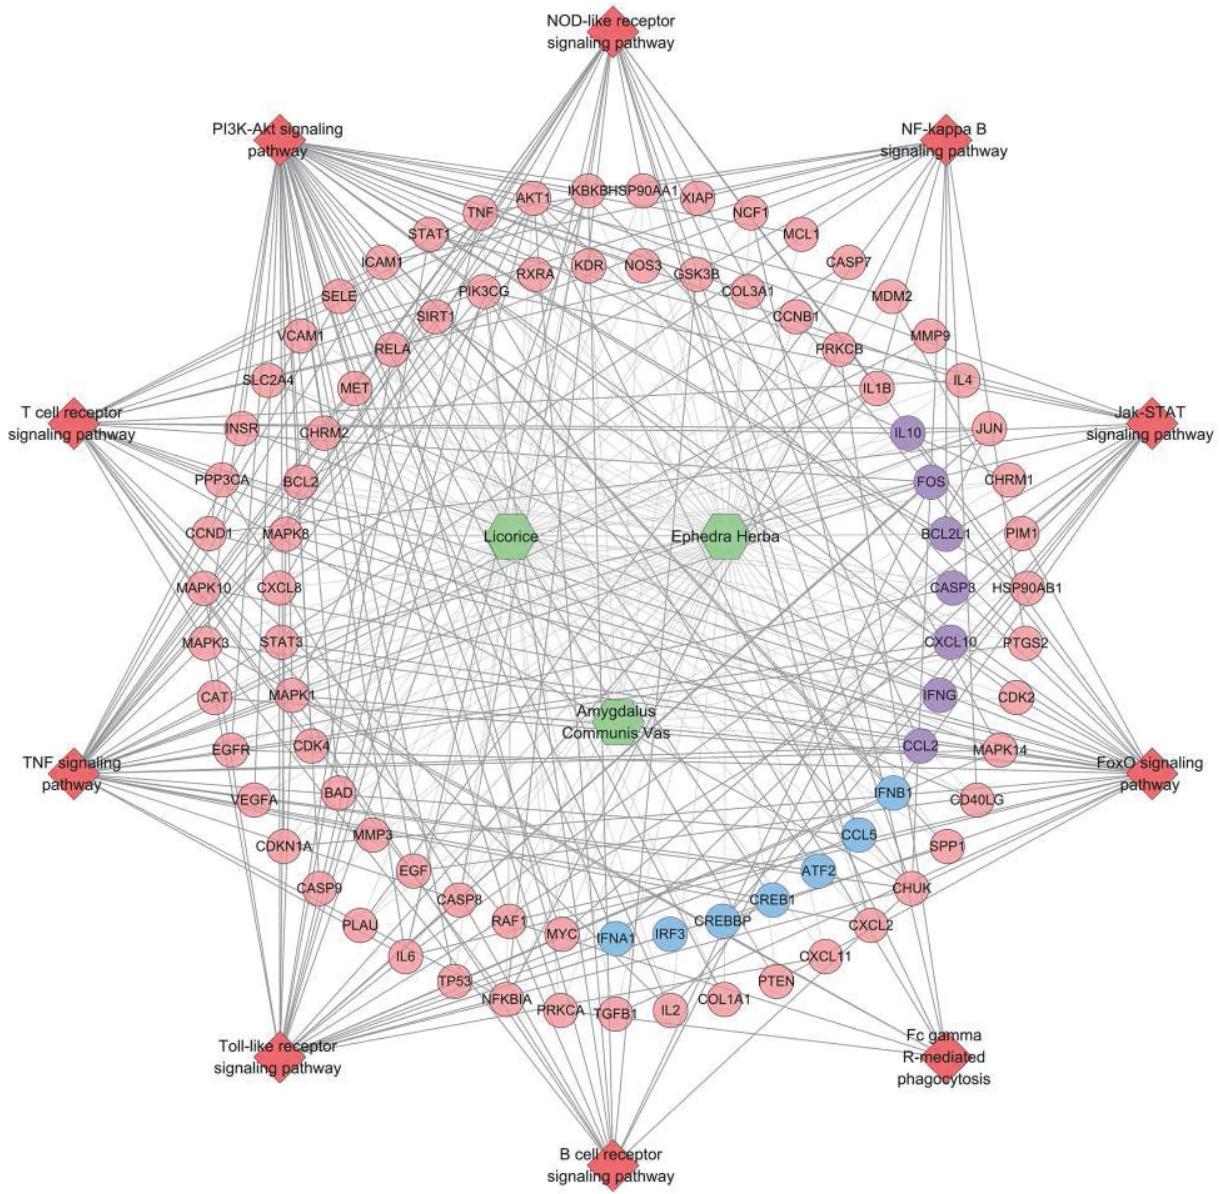 NOD-like receptor
signaling pathway
PI3K-Akt signaling
pathway
NF-kappa B
signaling pathway
IKBKB
HSP90AA1
AKT1
XIAP
TNF
NCF1
STAT1
MCL1
ICAM1
KDR
NOS3
CASP7
RXRA
GSK3B
PIK3CG
COL3A1
SELE
MDM2
SIRT1
CCNB1
VCAM1
MMP9
RELA
PRKCB
SLC2A4
IL4
MET
IL1B
T cell receptor
signaling pathway
Jak-STAT
signaling pathway
INSR
CHRM2
IL10
JUN
PPP3CA
BCL2
FOS
CHRM1
CCND1
MAPK8
Licorice
Ephedra Herba
BCL2L1
PIM1
MAPK10
CXCL8
CASP3
HSP90AB1
MAPK3
STAT3
CXCL10
PTGS2
CAT
MAPK1
IFNG
CDK2
Amygdalus
Communis Vas
EGFR
CDK4
CCL2
MAPK14
TNF signaling
pathway
FoxO signaling
pathway
VEGFA
BAD
IFNB1
CD40LG
CDKN1A
MMP3
CCL5
SPP1
EGF
ATF2
CASP9
CASP8
CREB1
CHUK
PLAU
RAF1
MYC
IFNA1
IRF3
CREBBP
CXCL2
IL6
CXCL11
TP53
PTEN
NFKBIA
PRKCA
TGFB1
IL2
COL1A1
Toll-like receptor
signaling pathway
Fc gamma
R-mediated
phagocytosis
B cell receptor
signaling pathway